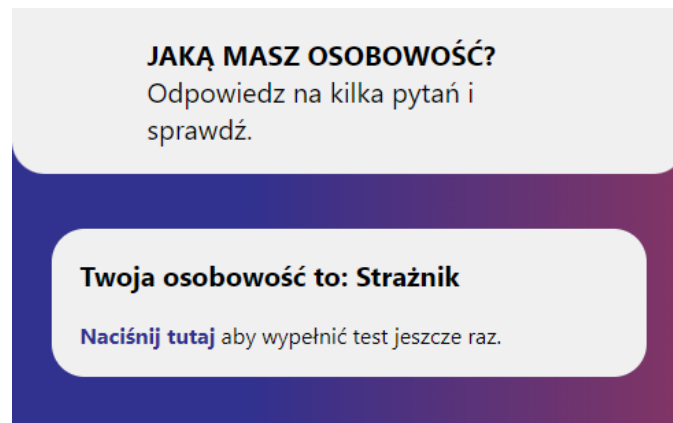 JAKĄ MASZ OSOBOWOŚĆ?
Odpowiedz na kilka pytań i
sprawdź.
Twoja osobowość to: Strażnik
Naciśnij tutaj aby wypełnić test jeszcze raz.